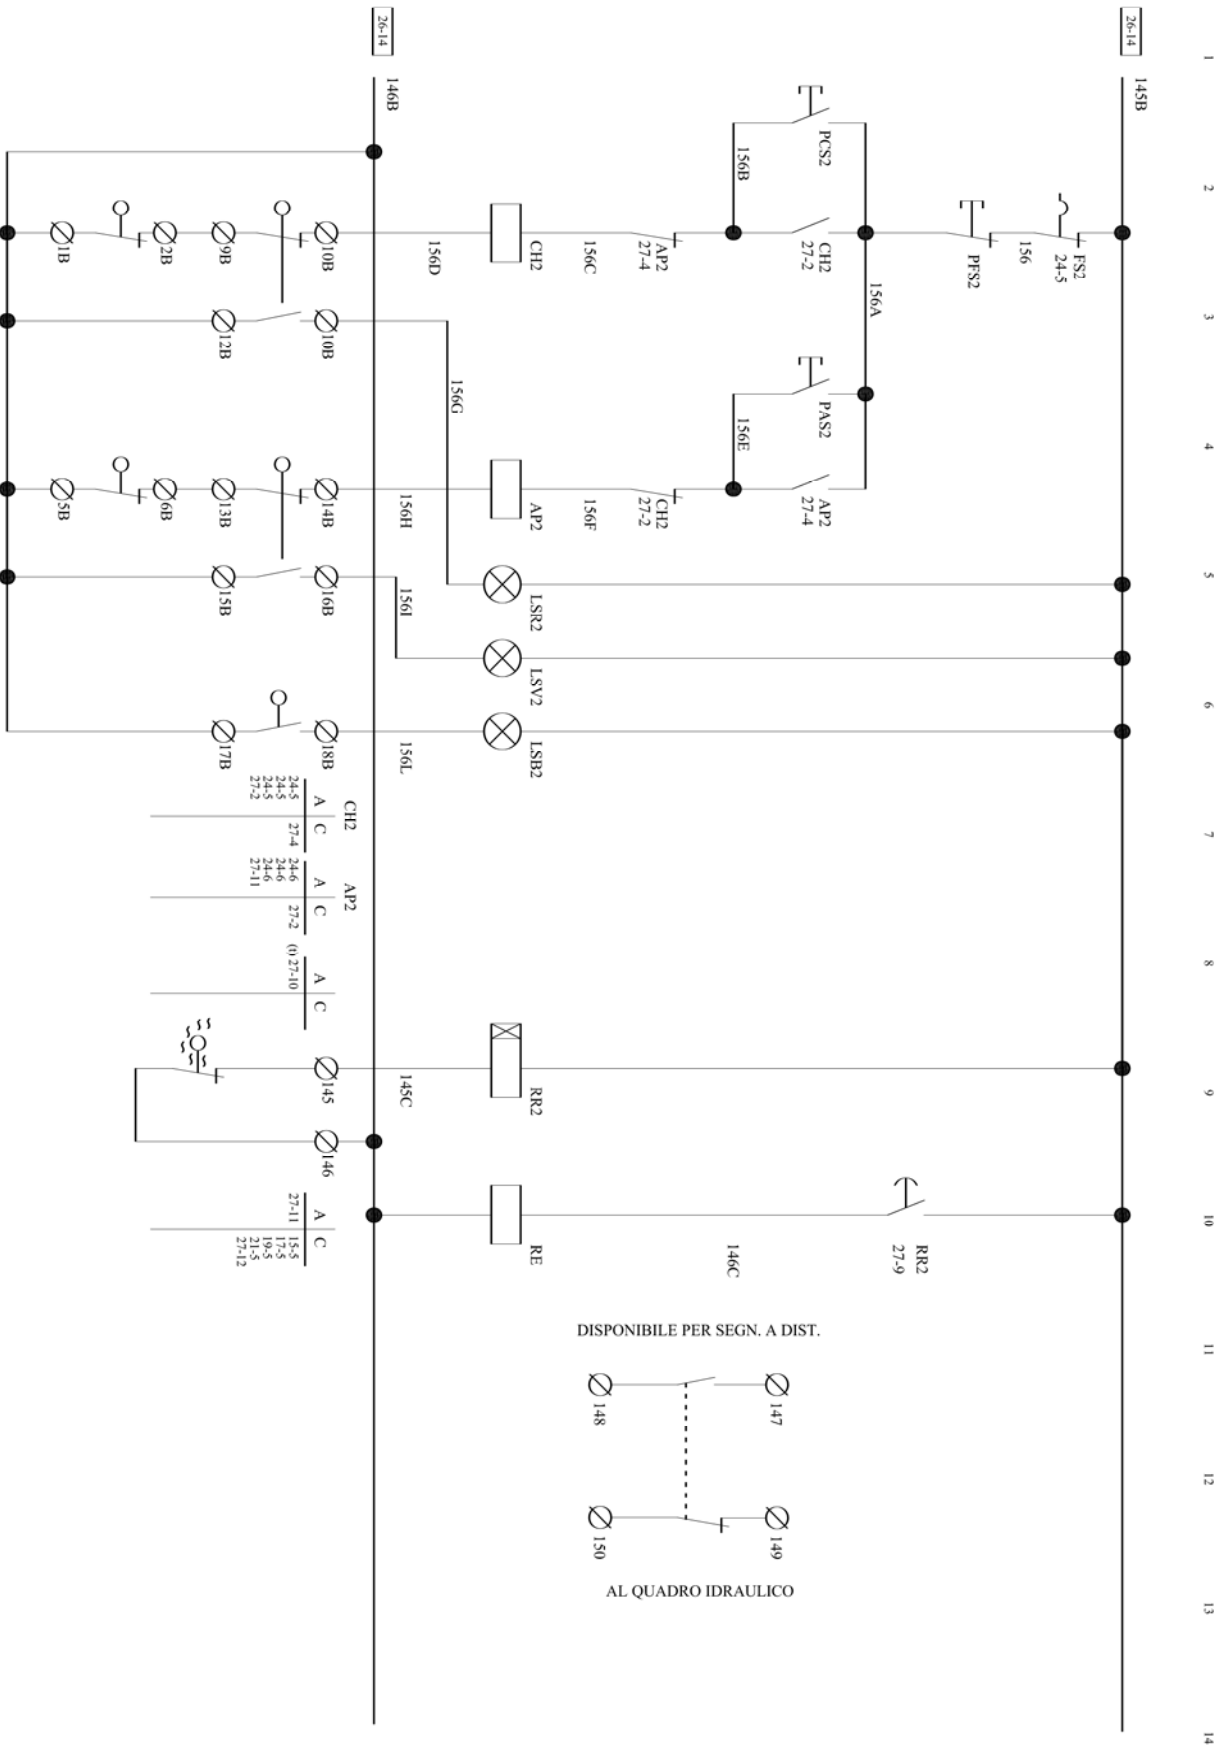 1
2
3
4
5
6
7
8
9
10
11
12
13
14
26-14
145B
FS2
24-5
156
PFS2
156A
PCS2
156B
CH2
27-2
AP2
27-4
156C
CH2
156D
10B
9B
2B
1B
10B
12B
156G
PAS2
156E
AP2
27-4
CH2
27-2
156F
AP2
156H
14B
13B
6B
5B
LSR2
156I
16B
15B
LSV2
LSB2
156L
18B
17B
26-14
146B
CH2
A C
24-5 27-4
24-5
24-5
27-2
AP2
A C
24-6 27-2
24-6
24-6
27-11
A C
(t) 27-10
RR2
145C
145
146
RR2
27-9
146C
RE
A C
27-11 15-5
17-5
19-5
21-5
27-12
DISPONIBILE PER SEGN. A DIST.
147
148
149
150
AL QUADRO IDRAULICO